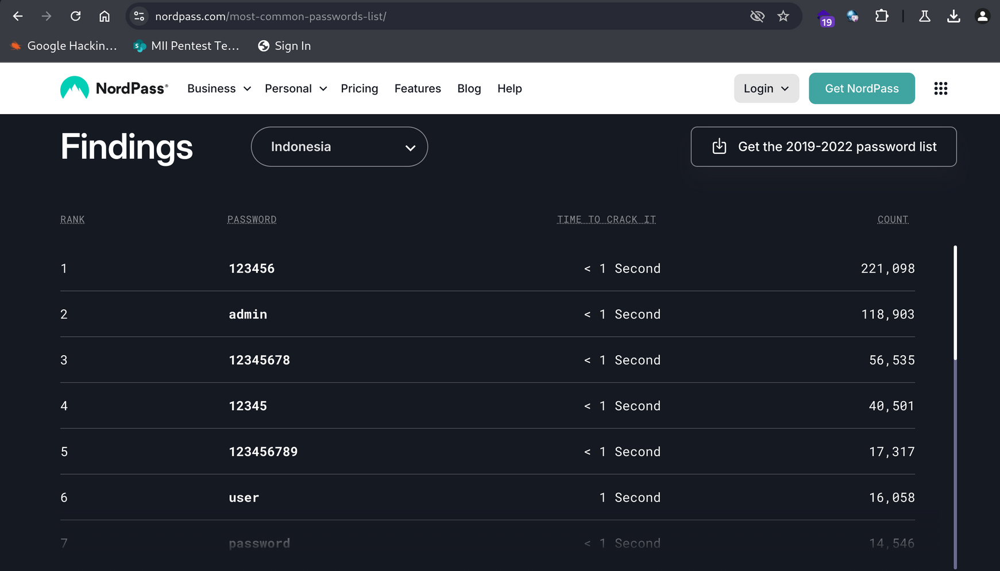 nordpass.com/most-common-passwords-list/
19
Google Hackin...
S
MII Pentest Te...
Sign In
NordPass®
Business
Personal
Pricing
Features
Blog
Help
Login
Get NordPass
Findings
Indonesia
Get the 2019-2022 password list
RANK PASSWORD TIME TO CRACK IT COUNT
1 123456 < 1 Second 221,098
2 admin < 1 Second 118,903
3 12345678 < 1 Second 56,535
4 12345 < 1 Second 40,501
5 123456789 < 1 Second 17,317
6 user 1 Second 16,058
7 password < 1 Second 14,546